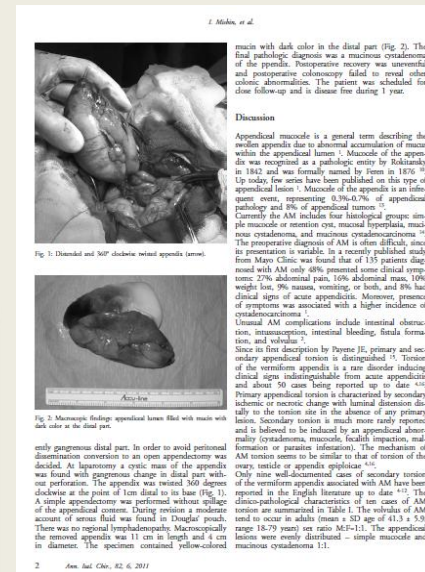 I. Mishin, et al.
Fig. 1: Distended and 360° clockwise twisted appendix (arrow).
Accu-line
Fig. 2: Macroscopic findings: appendiceal lumen filled with mucin with
dark color at the distal part.
ently gangrenous distal part. In order to avoid peritoneal
dissemination conversion to an open appendectomy was
decided. At laparotomy a cystic mass of the appendix
was found with gangrenous change in distal part with-
out perforation. The appendix was twisted 360 degrees
clockwise at the point of 1cm distal to its base (Fig. 1).
A simple appendectomy was performed without spillage
of the appendiceal content. During revision a moderate
account of serous fluid was found in Douglas' pouch.
There was no regional lymphadenopathy. Macroscopically
the removed appendix was 11 cm in length and 4 cm
in diameter. The specimen contained yellow-colored
mucin with dark color in the distal part (Fig. 2). The
final pathologic diagnosis was a mucinous cystadenoma
of the ppendix. Postoperative recovery was uneventful
and postoperative colonoscopy failed to reveal other
colonic abnormalities. The patient was scheduled for
close follow-up and is disease free during 1 year.
Discussion
Appendiceal mucocele is a general term describing the
swollen appendix due to abnormal accumulation of mucus
within the appendiceal lumen 1. Mucocele of the appen-
dix was recognized as a pathologic entity by Rokitansky
in 1842 and was formally named by Feren in 1876 10.
Up today, few series have been published on this type of
appendiceal lesion 1. Mucocele of the appendix is an infre-
quent event, representing 0.3%-0.7% of appendiceal
pathology and 8% of appendiceal tumors 13.
Currently the AM includes four histological groups: sim-
ple mucocele or retention cyst, mucosal hyperplasia, muci-
nous cystadenoma, and mucinous cystadenocarcinoma 14.
The preoperative diagnosis of AM is often difficult, since
its presentation is variable. In a recently published study
from Mayo Clinic was found that of 135 patients diag-
nosed with AM only 48% presented some clinical symp-
toms: 27% abdominal pain, 16% abdominal mass, 10%
weight lost, 9% nausea, vomiting, or both, and 8% had
clinical signs of acute appendicitis. Moreover, presence
of symptoms was associated with a higher incidence of
cystadenocarcinoma 1.
Unusual AM complications include intestinal obstruc-
tion, intussusception, intestinal bleeding, fistula forma-
tion, and volvulus 2.
Since its first description by Payene JE, primary and sec-
ondary appendiceal torsion is distinguished 15. Torsion
of the vermiform appendix is a rare disorder inducing
clinical signs indistinguishable from acute appendicitis
and about 50 cases being reported up to date 4,16.
Primary appendiceal torsion is characterized by secondary
ischemic or necrotic change with luminal distension dis-
tally to the torsion site in the absence of any primary
lesion. Secondary torsion is much more rarely reported
and is believed to be induced by an appendiceal abnor-
mality (cystadenoma, mucocele, fecalith impaction, mal-
formation or parasites infestation). The mechanism of
AM torsion seems to be similar to that of torsion of the
ovary, testicle or appendix epiploicae 4,16.
Only nine well-documented cases of secondary torsion
of the vermiform appendix associated with AM have been
reported in the English literature up to date 4-12. The
clinico-pathological characteristics of ten cases of AM
torsion are summarized in Table I. The volvulus of AM
tend to occur in adults (mean ± SD age of 41.3 ± 5.9,
range 18-79 years) sex ratio M:F=1:1. The appendiceal
lesions were evenly distributed – simple mucocele and
mucinous cystadenoma 1:1.
2 Ann. Ital. Chir., 82, 6, 2011